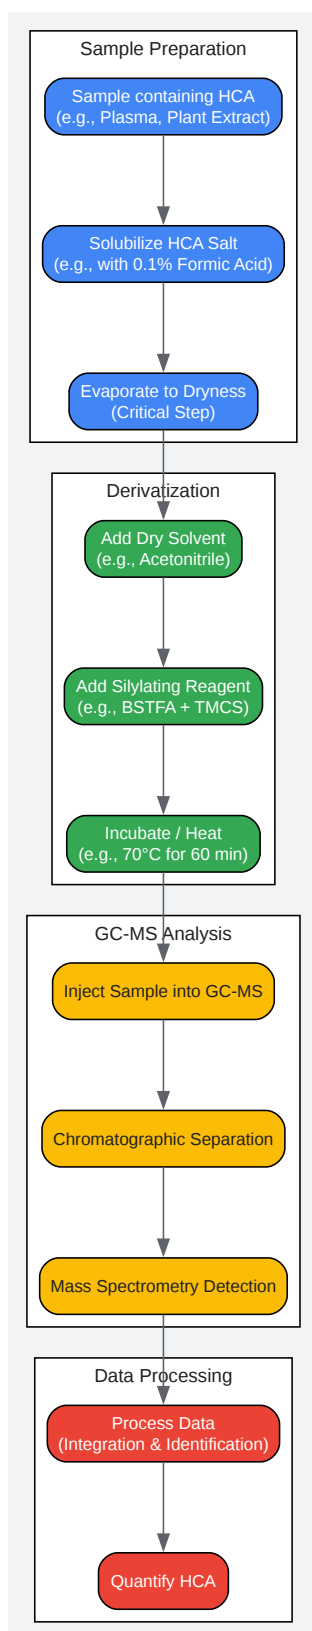 Sample Preparation
Sample containing HCA
(e.g., Plasma, Plant Extract)
Solubilize HCA Salt
(e.g., with 0.1% Formic Acid)
Evaporate to Dryness
(Critical Step)
Derivatization
Add Dry Solvent
(e.g., Acetonitrile)
Add Silylating Reagent
(e.g., BSTFA + TMCS)
Incubate / Heat
(e.g., 70°C for 60 min)
GC-MS Analysis
Inject Sample into GC-MS
Chromatographic Separation
Mass Spectrometry Detection
Data Processing
Process Data
(Integration & Identification)
Quantify HCA